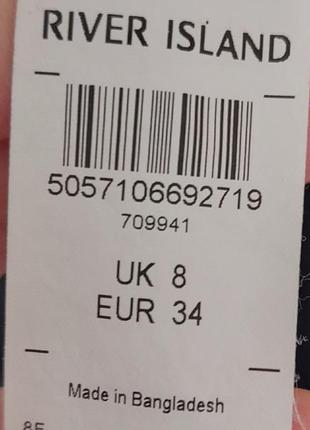 RIVER ISLAND
5057106692719
709941
UK 8
EUR 34
Made in Bangladesh